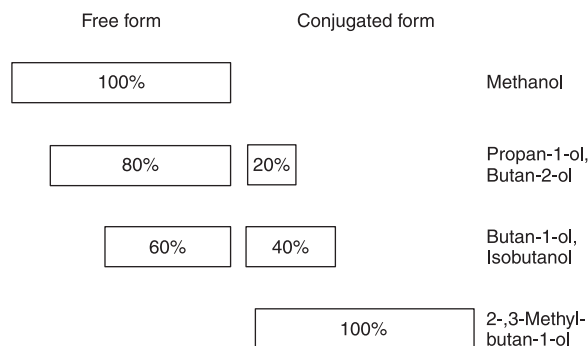 Free form Conjugated form
100% Methanol
80% 20% Propan-1-ol,
Butan-2-ol
60% 40% Butan-1-ol,
Isobutanol
100% 2-,3-Methyl-
butan-1-ol